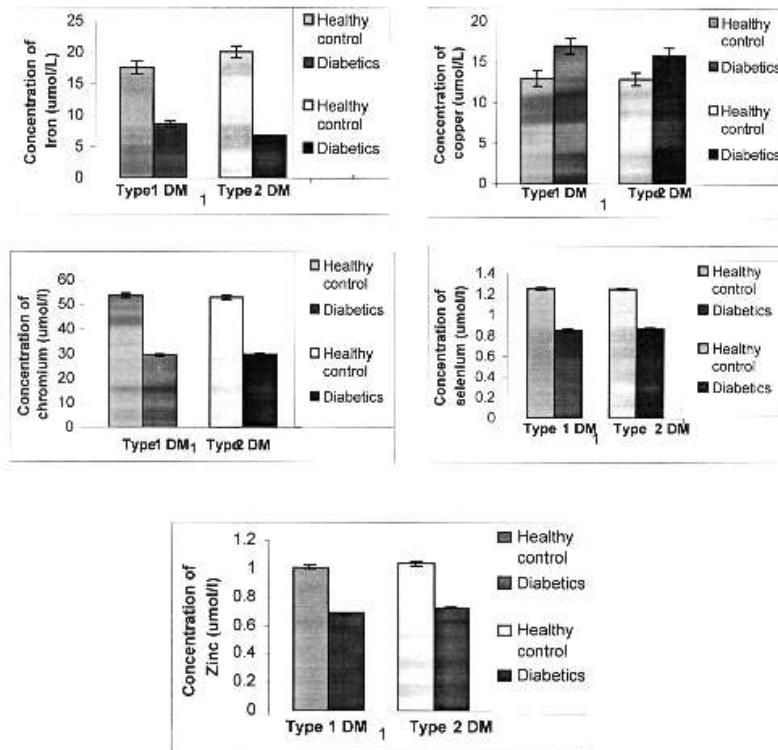 Concentration of
Iron (umol/L)
25
20
15
10
5
0
Type1 DM
1
Type 2 DM
Healthy
control
Diabetics
Healthy
control
Diabetics
Concentration of
copper (umol/L)
20
15
10
5
0
Type1 DM
1
Type2 DM
Healthy
control
Diabetics
Healthy
control
Diabetics
Concentration of
chromium (umol/l)
60
50
40
30
20
10
0
Type1 DM
1
Type2 DM
Healthy
control
Diabetics
Healthy
control
Diabetics
Concentration of
selenium (umol/l)
1.4
1.2
1
0.8
0.6
0.4
0.2
0
Type 1 DM
1
Type 2 DM
Healthy
control
Diabetics
Healthy
control
Diabetics
Concentration of
Zinc (umol/l)
1.2
1
0.8
0.6
0.4
0.2
0
Type 1 DM
1
Type 2 DM
Healthy
control
Diabetics
Healthy
control
Diabetics